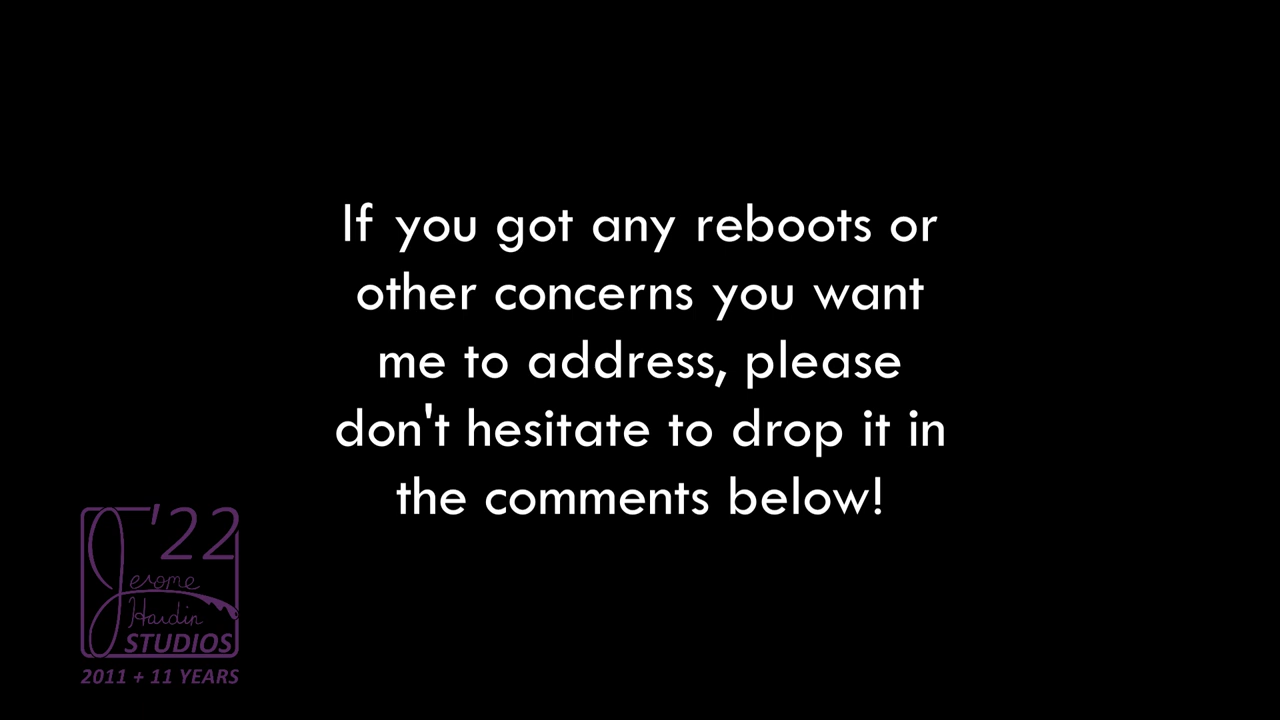 If you got any reboots or
other concerns you want
me to address, please
don't hesitate to drop it in
the comments below!
'22
Jerome
Hardin
STUDIOS
2011 + 11 YEARS